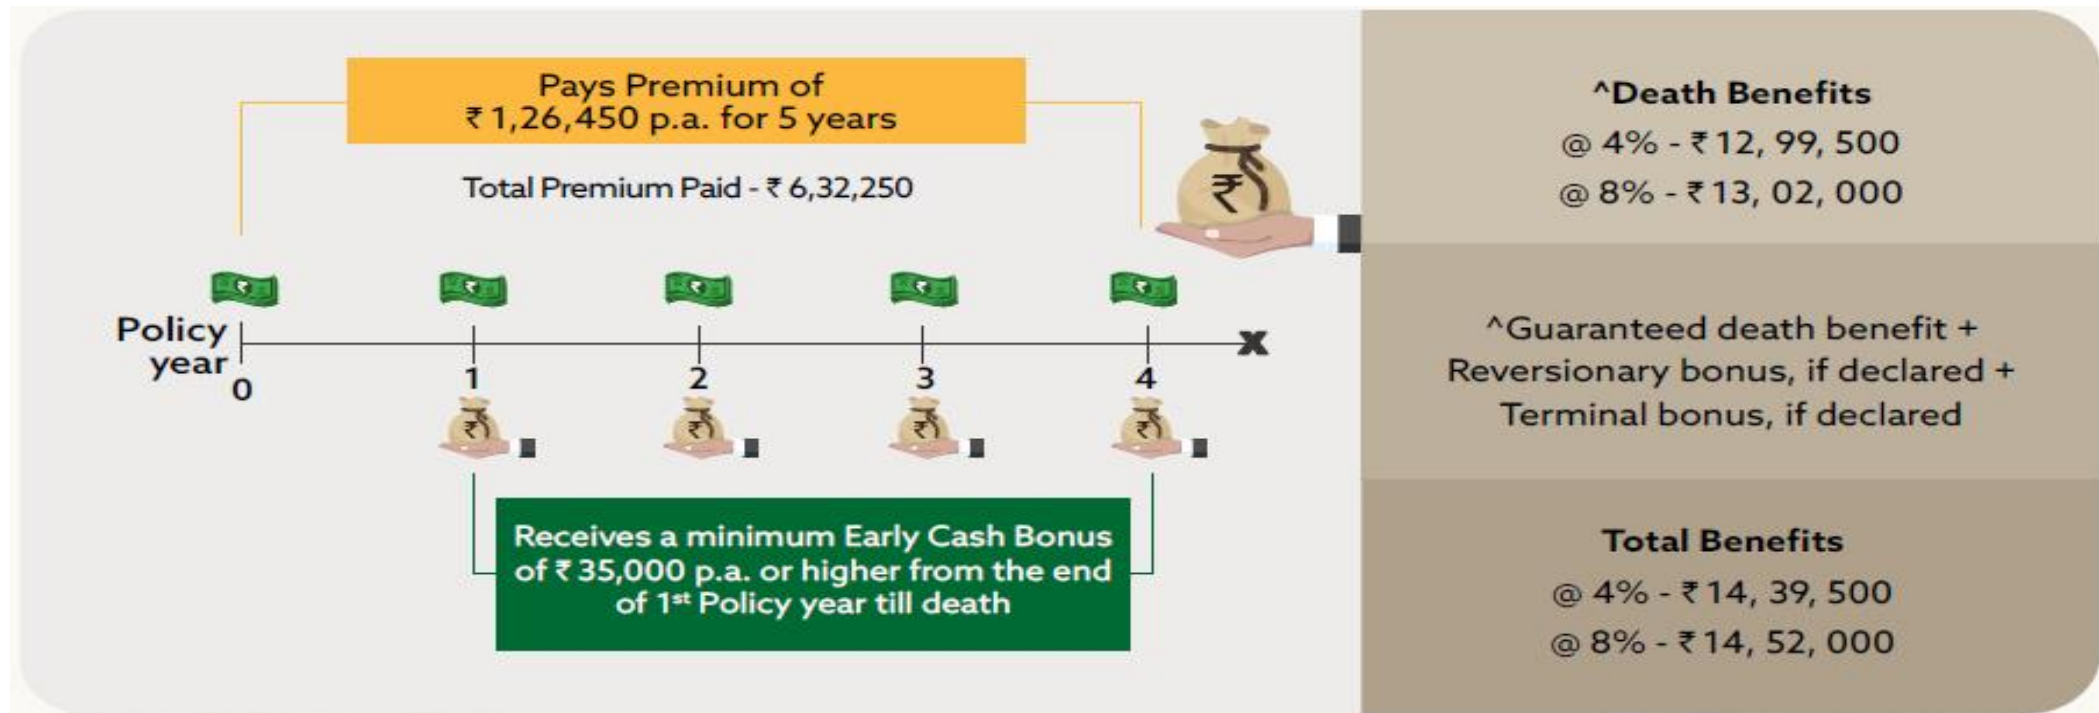 Pays Premium of
₹ 1,26,450 p.a. for 5 years
Total Premium Paid - ₹ 6,32,250
₹
₹
₹
₹
₹
₹
Policy
year
0
1
2
3
4
x
₹
₹
₹
₹
Receives a minimum Early Cash Bonus
of ₹ 35,000 p.a. or higher from the end
of 1st Policy year till death
^Death Benefits
@ 4% - ₹ 12, 99, 500
@ 8% - ₹ 13, 02, 000
^Guaranteed death benefit +
Reversionary bonus, if declared +
Terminal bonus, if declared
Total Benefits
@ 4% - ₹ 14, 39, 500
@ 8% - ₹ 14, 52, 000